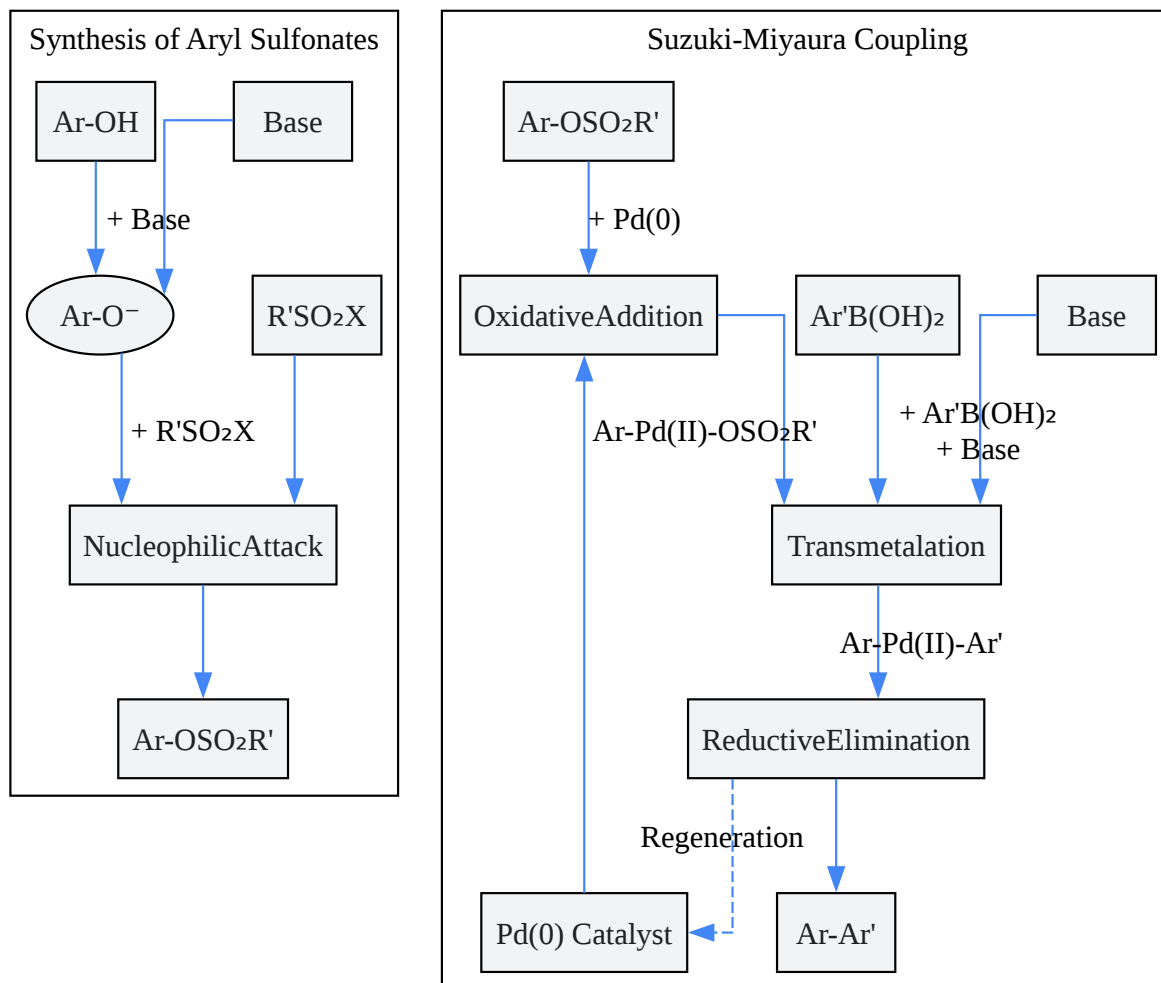 Synthesis of Aryl Sulfonates
Ar-OH
Base
+ Base
Ar-O⁻
R'SO₂X
+ R'SO₂X
NucleophilicAttack
Ar-OSO₂R'
Suzuki-Miyaura Coupling
Ar-OSO₂R'
+ Pd(0)
OxidativeAddition
Ar'B(OH)₂
Base
Ar-Pd(II)-OSO₂R'
+ Ar'B(OH)₂
+ Base
Transmetalation
Ar-Pd(II)-Ar'
ReductiveElimination
Regeneration
Pd(0) Catalyst
Ar-Ar'